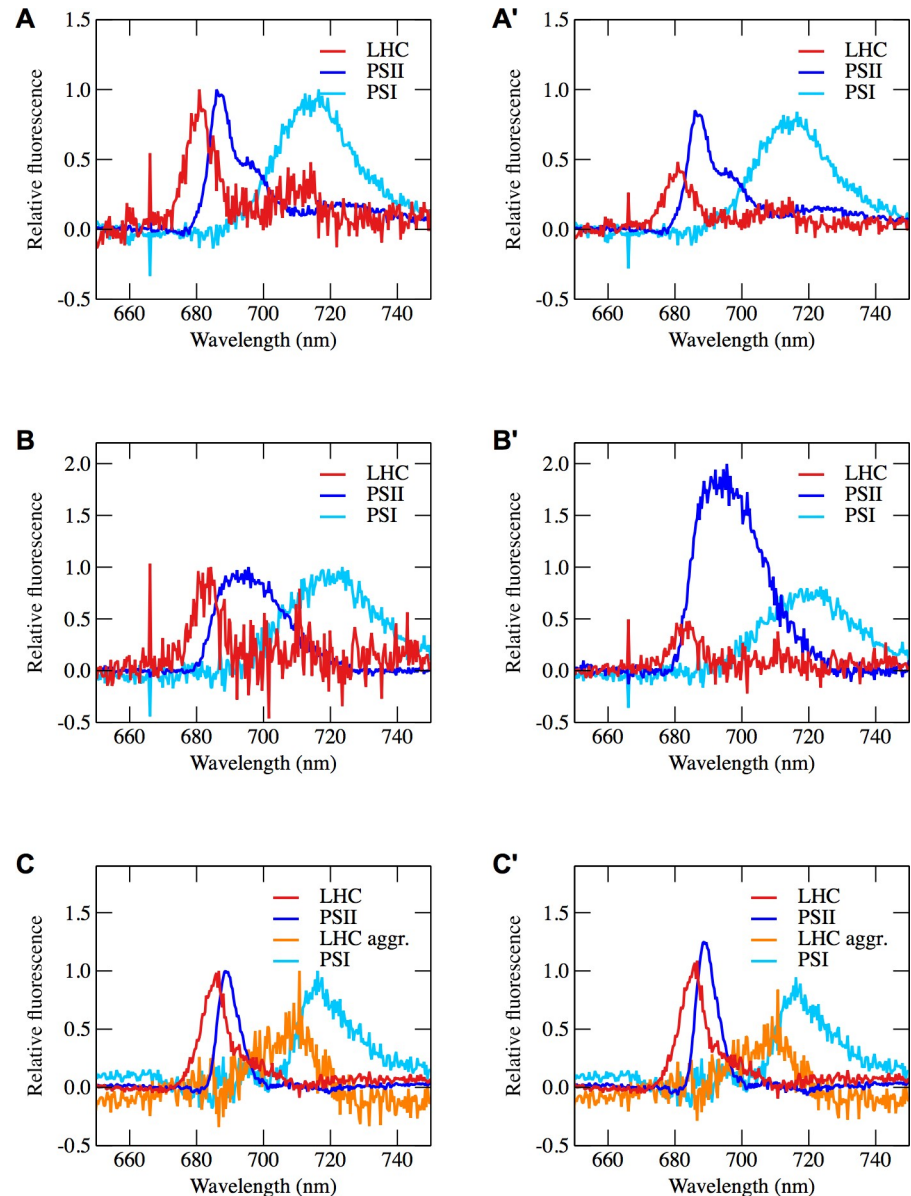 A
Relative fluorescence
1.5
1.0
0.5
0.0
-0.5
LHC
PSII
PSI
660 680 700 720 740
Wavelength (nm)
A'
Relative fluorescence
1.5
1.0
0.5
0.0
-0.5
LHC
PSII
PSI
660 680 700 720 740
Wavelength (nm)
B
Relative fluorescence
2.0
1.5
1.0
0.5
0.0
-0.5
LHC
PSII
PSI
660 680 700 720 740
Wavelength (nm)
B'
Relative fluorescence
2.0
1.5
1.0
0.5
0.0
-0.5
LHC
PSII
PSI
660 680 700 720 740
Wavelength (nm)
C
Relative fluorescence
1.5
1.0
0.5
0.0
-0.5
LHC
PSII
LHC aggr.
PSI
660 680 700 720 740
Wavelength (nm)
C'
Relative fluorescence
1.5
1.0
0.5
0.0
-0.5
LHC
PSII
LHC aggr.
PSI
660 680 700 720 740
Wavelength (nm)